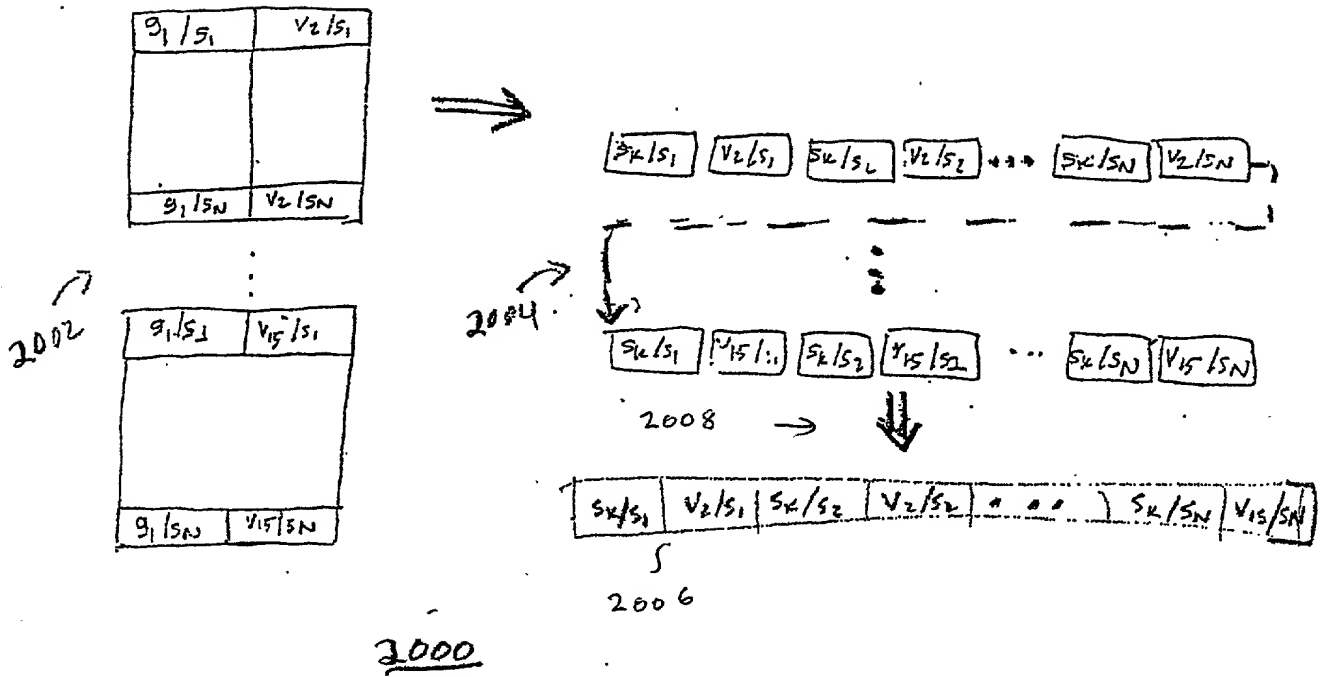 g₁/s₁ v₂/s₁
g₁/sN v₂/sN
2002
g₁/s₁ v₁₅/s₁
g₁/sN v₁₅/sN
sₖ/s₁ v₂/s₁ sₖ/s₂ v₂/s₂ ••• sₖ/sN v₂/sN
2004
sₖ/s₁ v₁₅/ sₖ/s₂ v₁₅/s₂ ... sₖ/sN v₁₅/sN
2008
sₖ/s₁ v₂/s₁ sₖ/s₂ v₂/s₂ ••• sₖ/sN v₁₅/sN
2006
2000